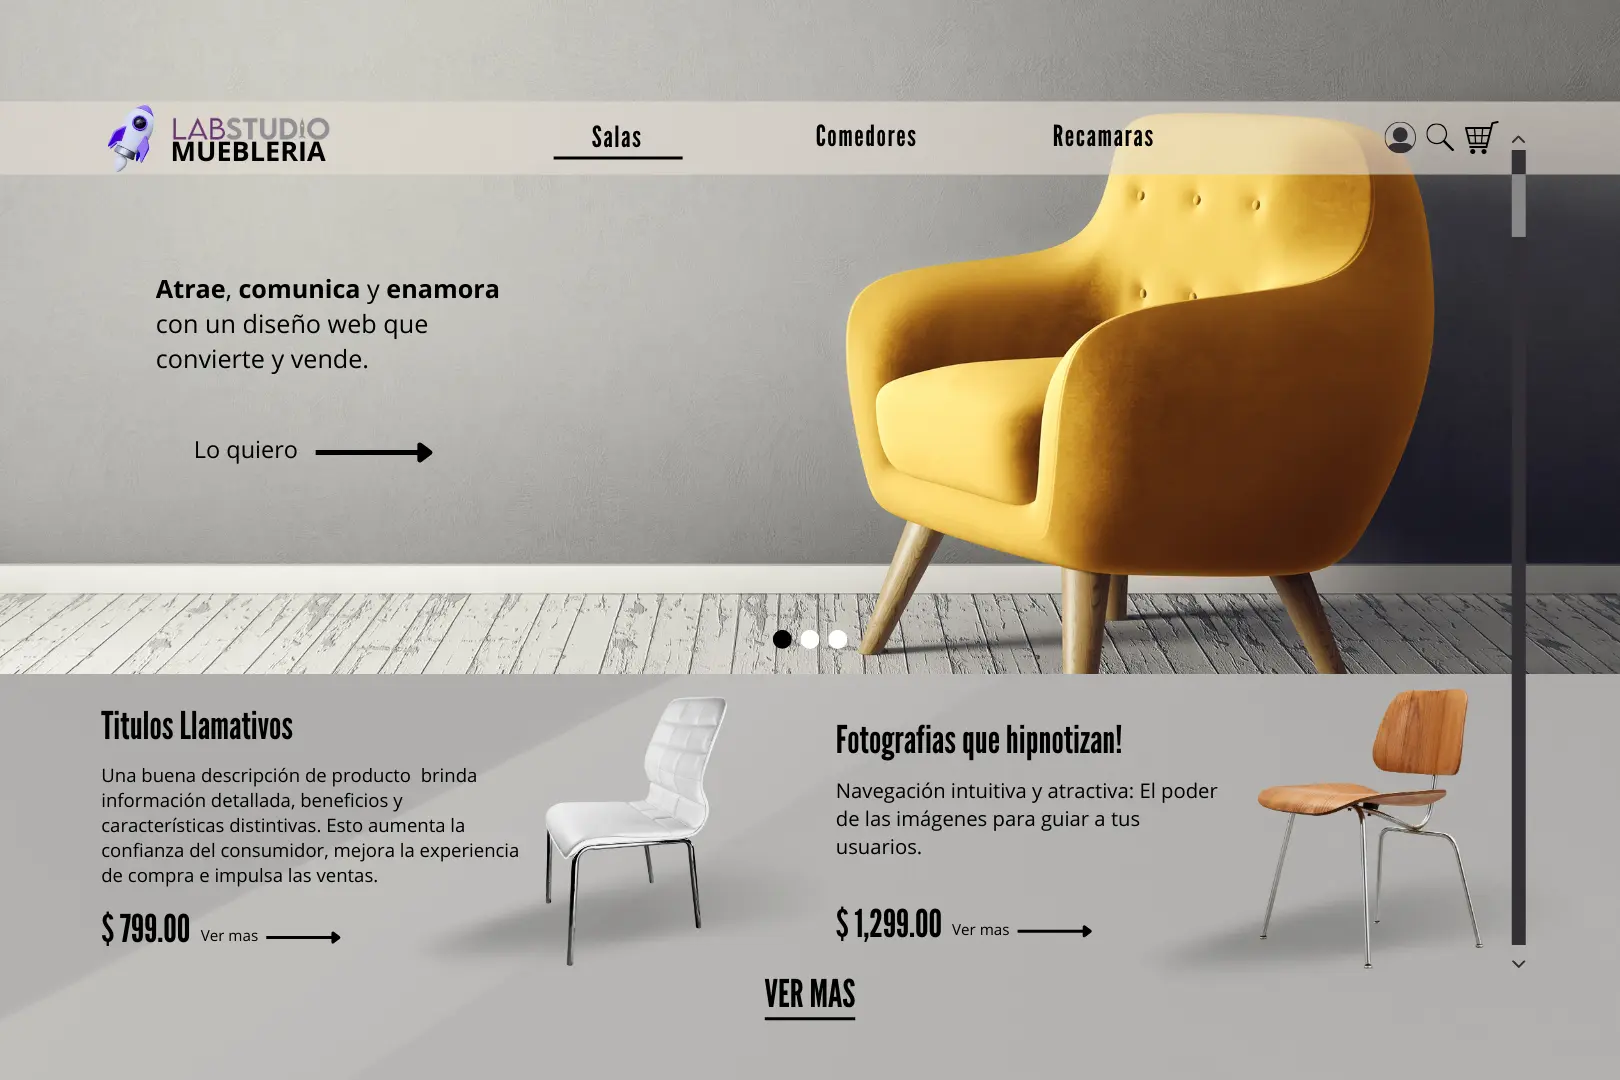 LABSTUDIO
MUEBLERIA
Salas
Comedores
Recamaras
Atrae, comunica y enamora
con un diseño web que
convierte y vende.
Lo quiero
Titulos Llamativos
Una buena descripción de producto  brinda
información detallada, beneficios y
características distintivas. Esto aumenta la
confianza del consumidor, mejora la experiencia
de compra e impulsa las ventas.
$ 799.00 Ver mas
Fotografias que hipnotizan!
Navegación intuitiva y atractiva: El poder
de las imágenes para guiar a tus
usuarios.
$ 1,299.00 Ver mas
VER MAS